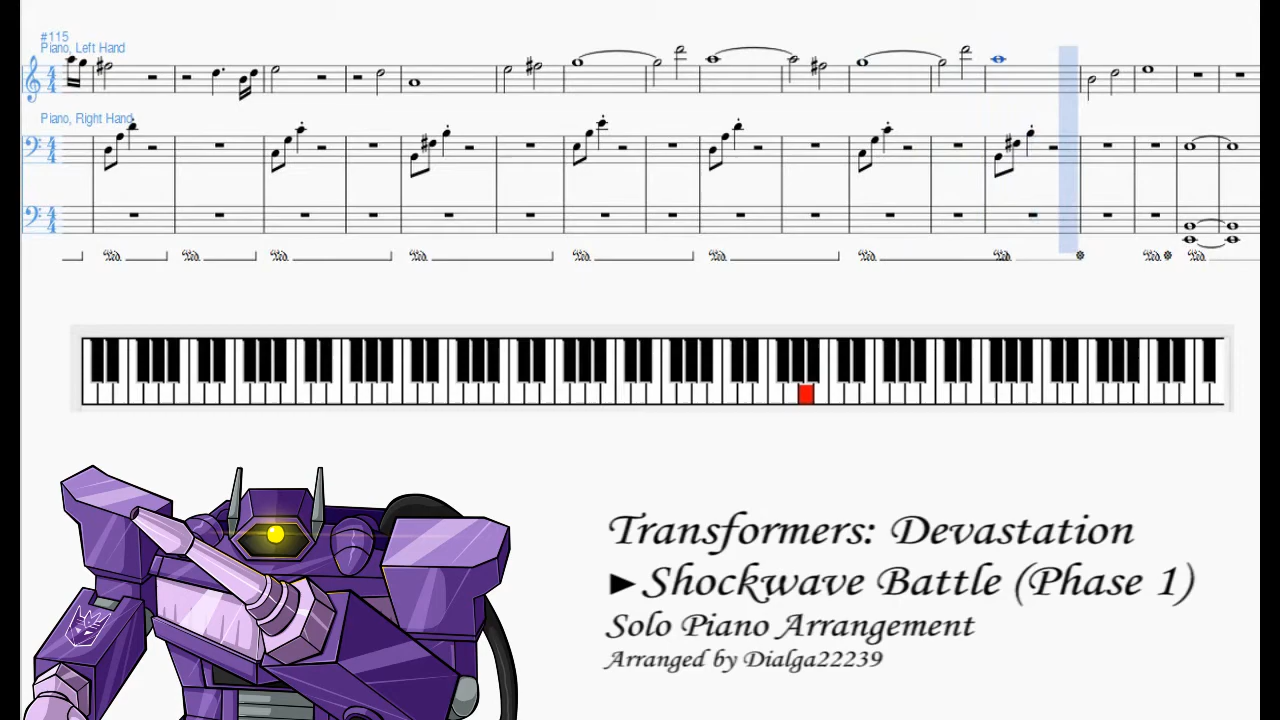 #115
Piano, Left Hand
Piano, Right Hand
Transformers: Devastation
►Shockwave Battle (Phase 1)
Solo Piano Arrangement
Arranged by Dialga22239